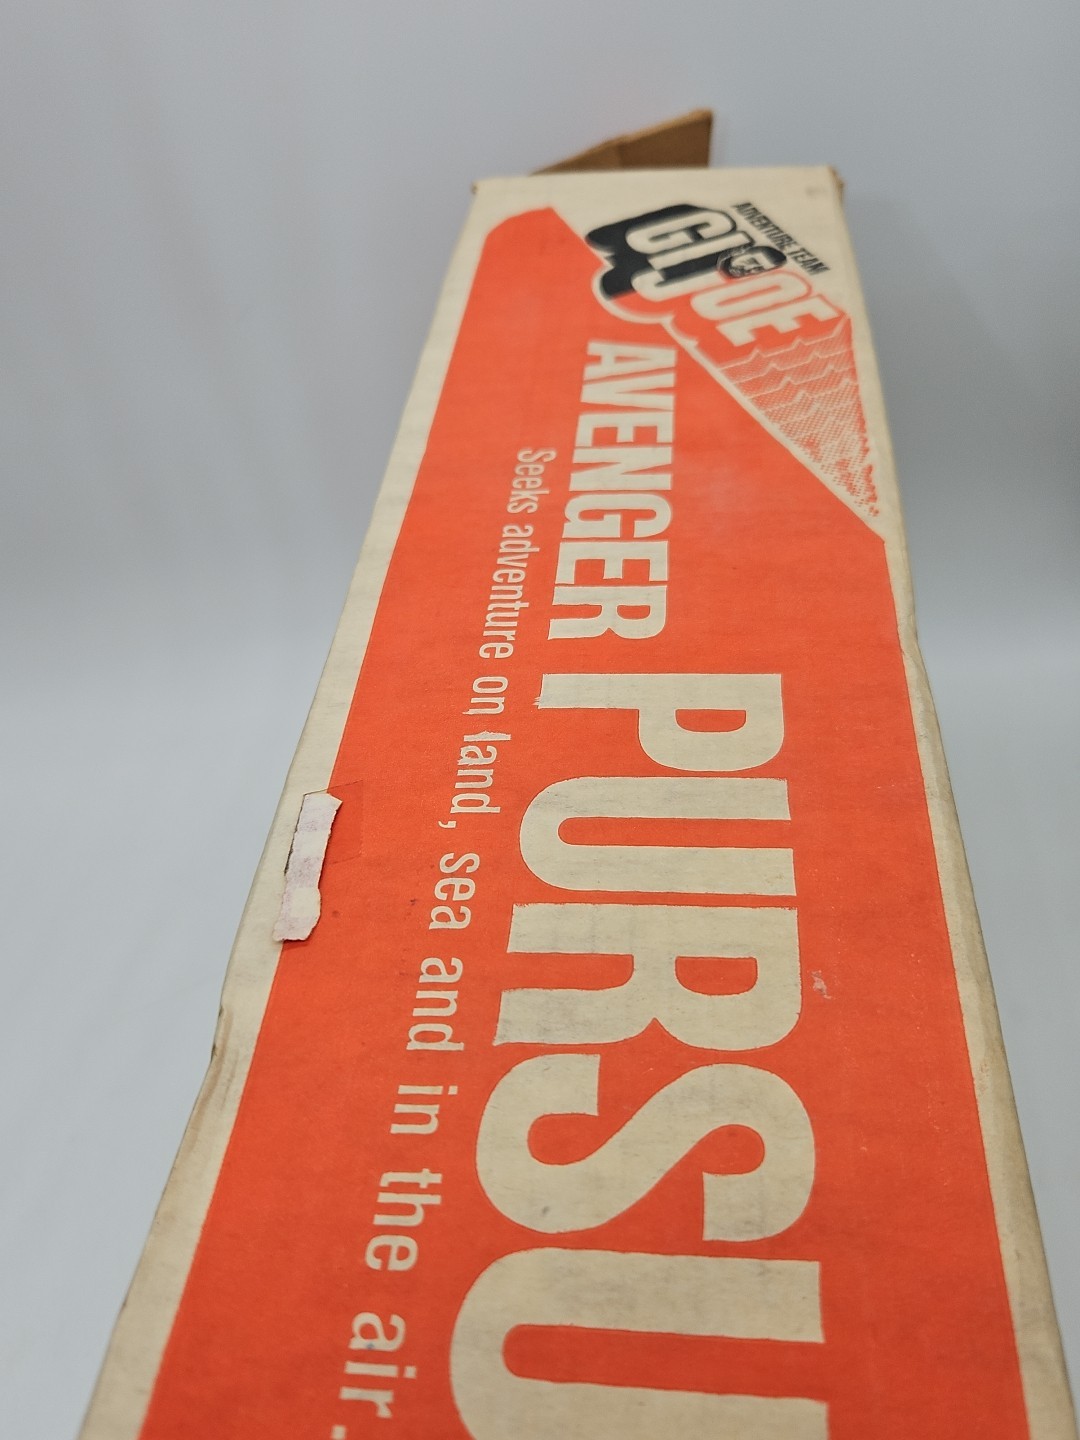 ADVENTURE TEAM
GI JOE
AVENGER PURSU
Seeks adventure on land, sea and in the air..